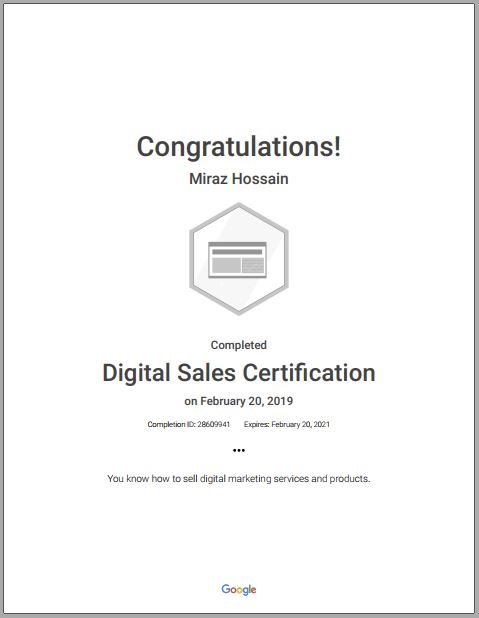 Congratulations!
Miraz Hossain
Completed
Digital Sales Certification
on February 20, 2019
Completion ID: 28609941 Expires: February 20, 2021
•••
You know how to sell digital marketing services and products.
Google